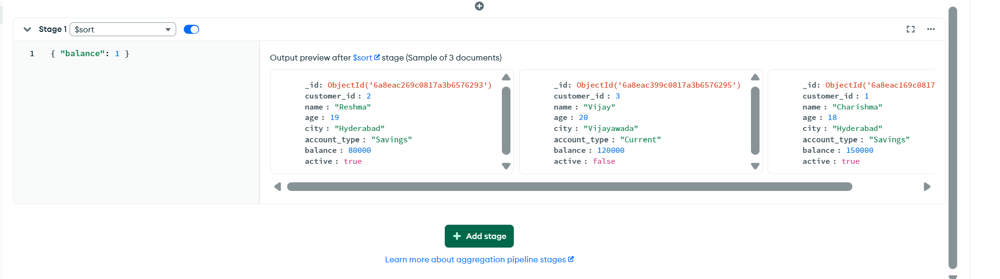 Stage 1 $sort
1 { "balance": 1 }
Output preview after $sort stage (Sample of 3 documents)
_id: ObjectId('6a8eac269c0817a3b6576293')
customer_id : 2
name : "Reshma"
age : 19
city : "Hyderabad"
account_type : "Savings"
balance : 80000
active : true
_id: ObjectId('6a8eac399c0817a3b6576295')
customer_id : 3
name : "Vijay"
age : 20
city : "Vijayawada"
account_type : "Current"
balance : 120000
active : false
_id: ObjectId('6a8eac169c0817
customer_id : 1
name : "Charishma"
age : 18
city : "Hyderabad"
account_type : "Savings"
balance : 150000
active : true
Add stage
Learn more about aggregation pipeline stages